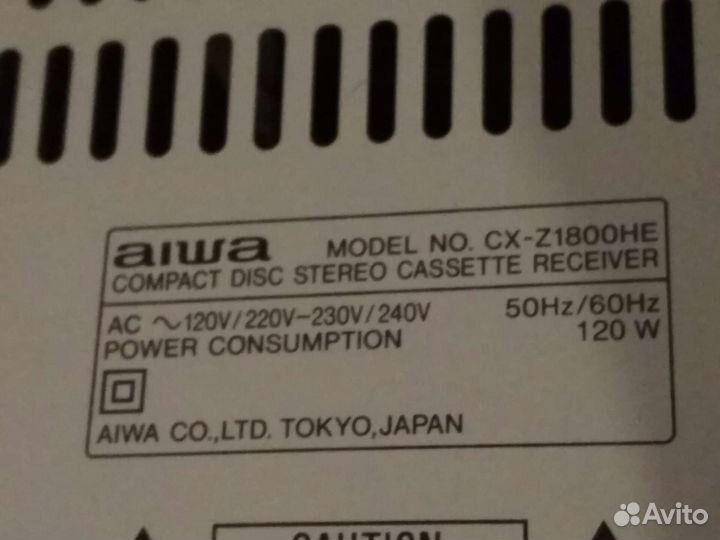 aiwa MODEL NO. CX-Z1800HE
COMPACT DISC STEREO CASSETTE RECEIVER
AC ~120V/220V-230V/240V 50Hz/60Hz
POWER CONSUMPTION 120 W
AIWA CO.,LTD. TOKYO,JAPAN
CAUTION
Avito